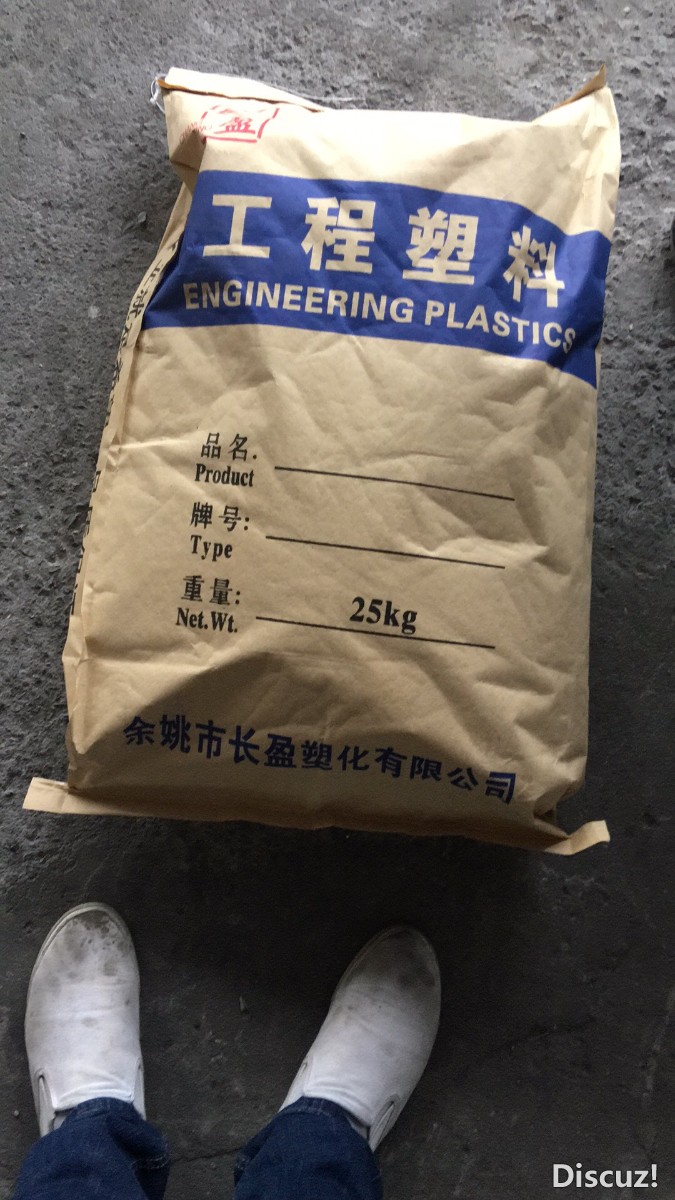 盈
工程塑料
ENGINEERING PLASTICS
品名:
Product
牌号:
Type
重量:
Net.Wt.
25kg
余姚市长盈塑化有限公司
Discuz!